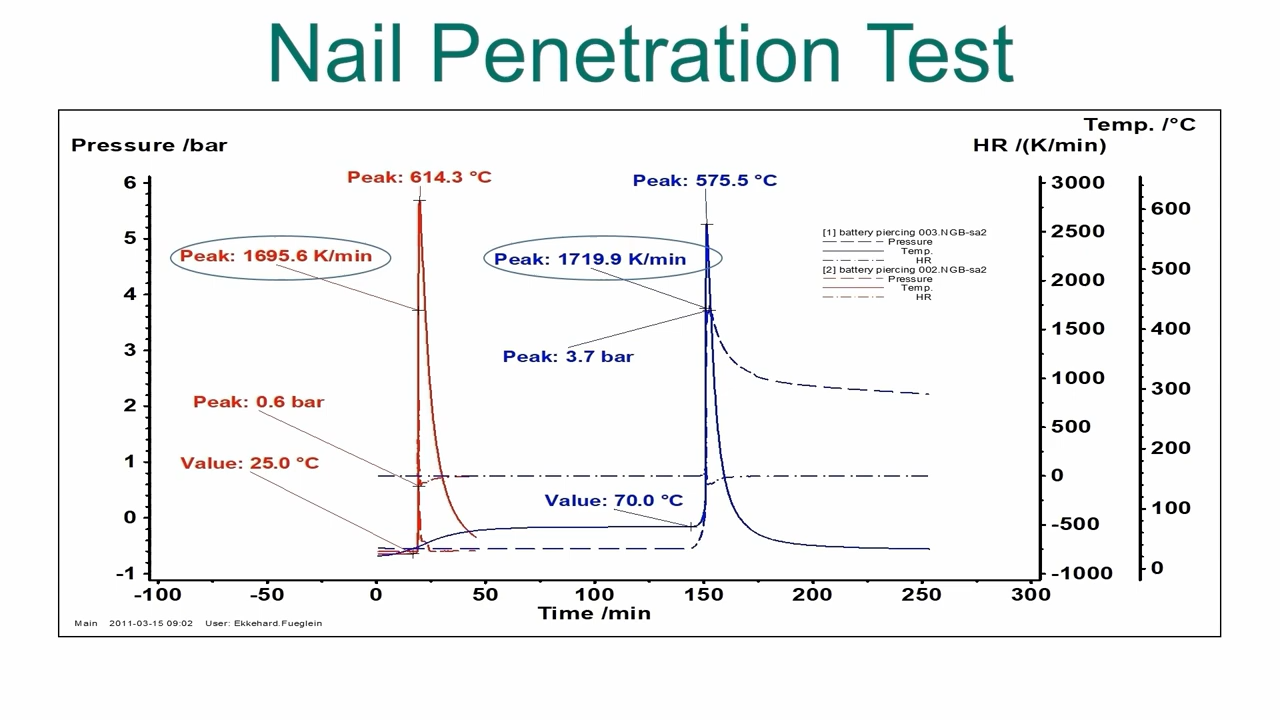 Nail Penetration Test
Temp. /°C
Pressure /bar
HR /(K/min)
Peak: 614.3 °C
Peak: 575.5 °C
Peak: 1695.6 K/min
Peak: 1719.9 K/min
Peak: 3.7 bar
Peak: 0.6 bar
Value: 25.0 °C
Value: 70.0 °C
[1] battery piercing 003.NGB-sa2
Pressure
Temp.
HR
[2] battery piercing 002.NGB-sa2
Pressure
Temp.
HR
6
5
4
3
2
1
0
-1
3000
2500
2000
1500
1000
500
0
-500
-1000
600
500
400
300
200
100
0
-100 -50 0 50 100 150 200 250 300
Time /min
Main 2011-03-15 09:02 User: Ekkehard.Fueglein